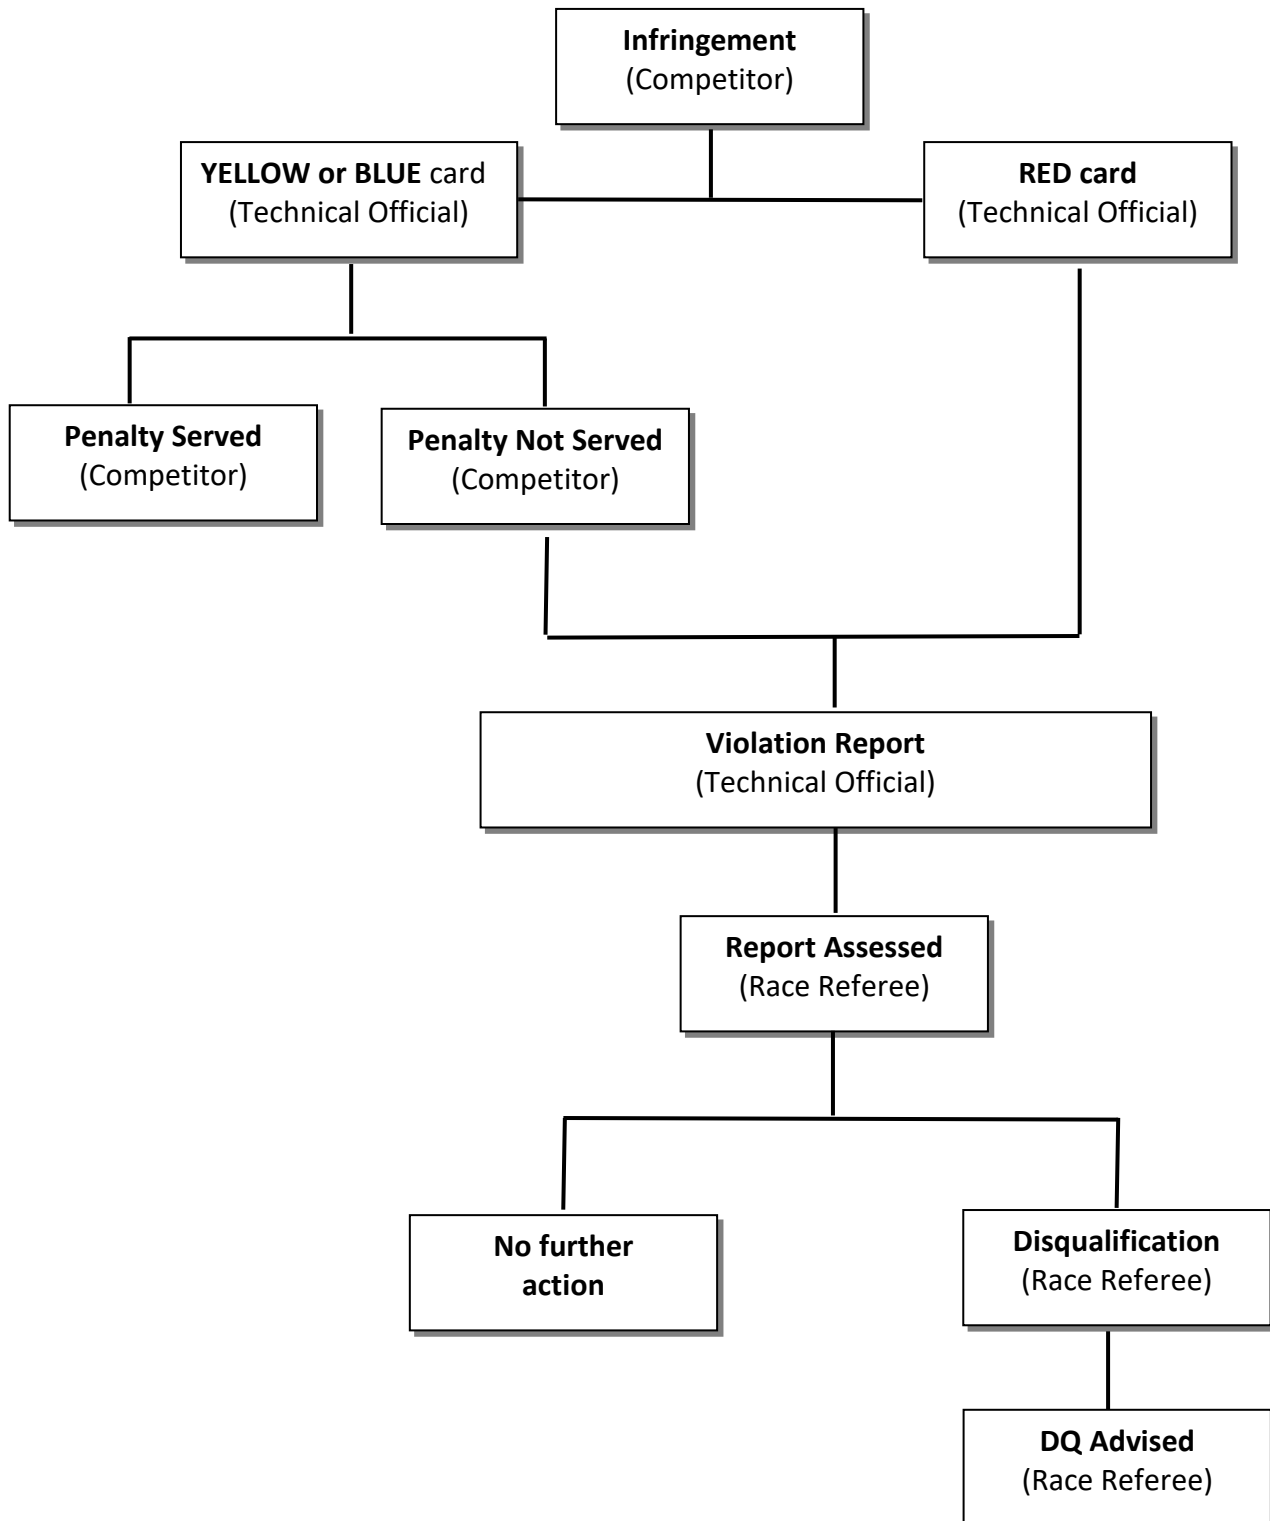 Infringement
(Competitor)
YELLOW or BLUE card
(Technical Official)
RED card
(Technical Official)
Penalty Served
(Competitor)
Penalty Not Served
(Competitor)
Violation Report
(Technical Official)
Report Assessed
(Race Referee)
No further
action
Disqualification
(Race Referee)
DQ Advised
(Race Referee)